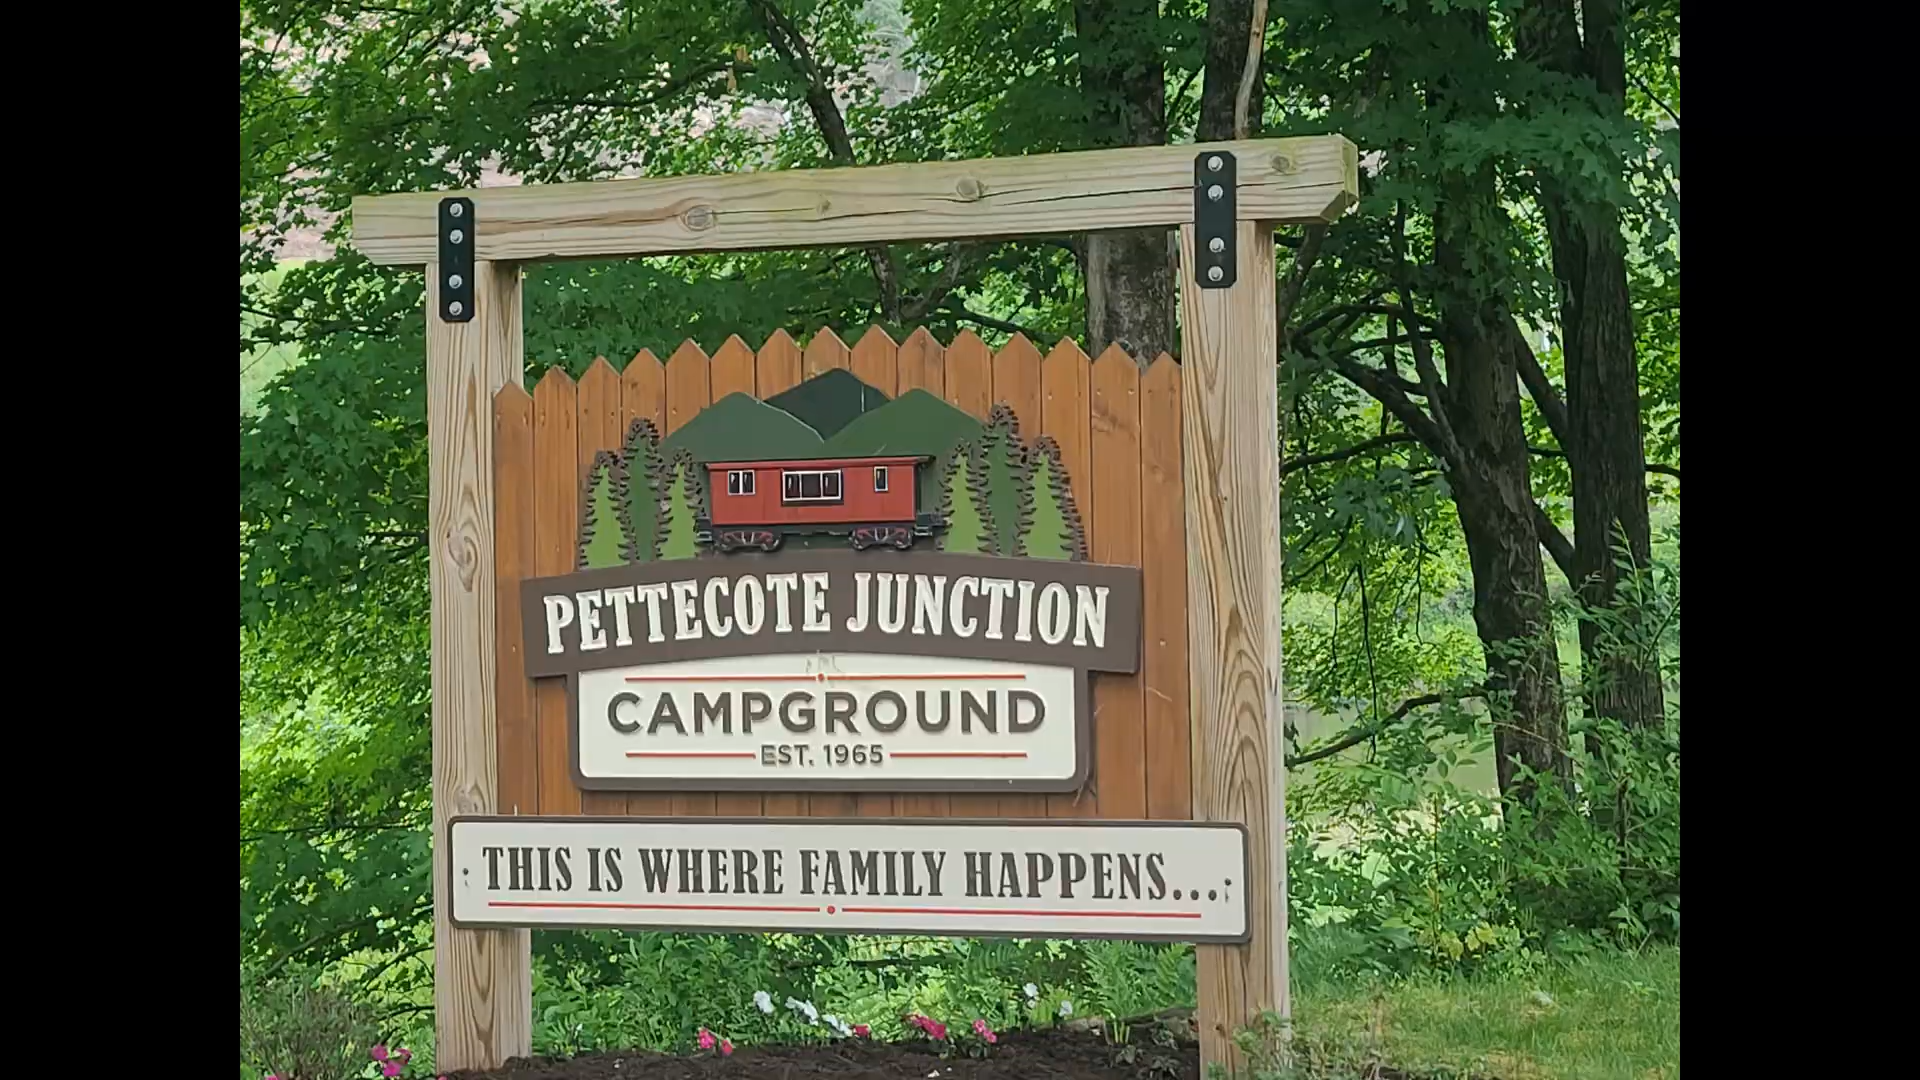 PETTECOTE JUNCTION
CAMPGROUND
EST. 1965
THIS IS WHERE FAMILY HAPPENS...